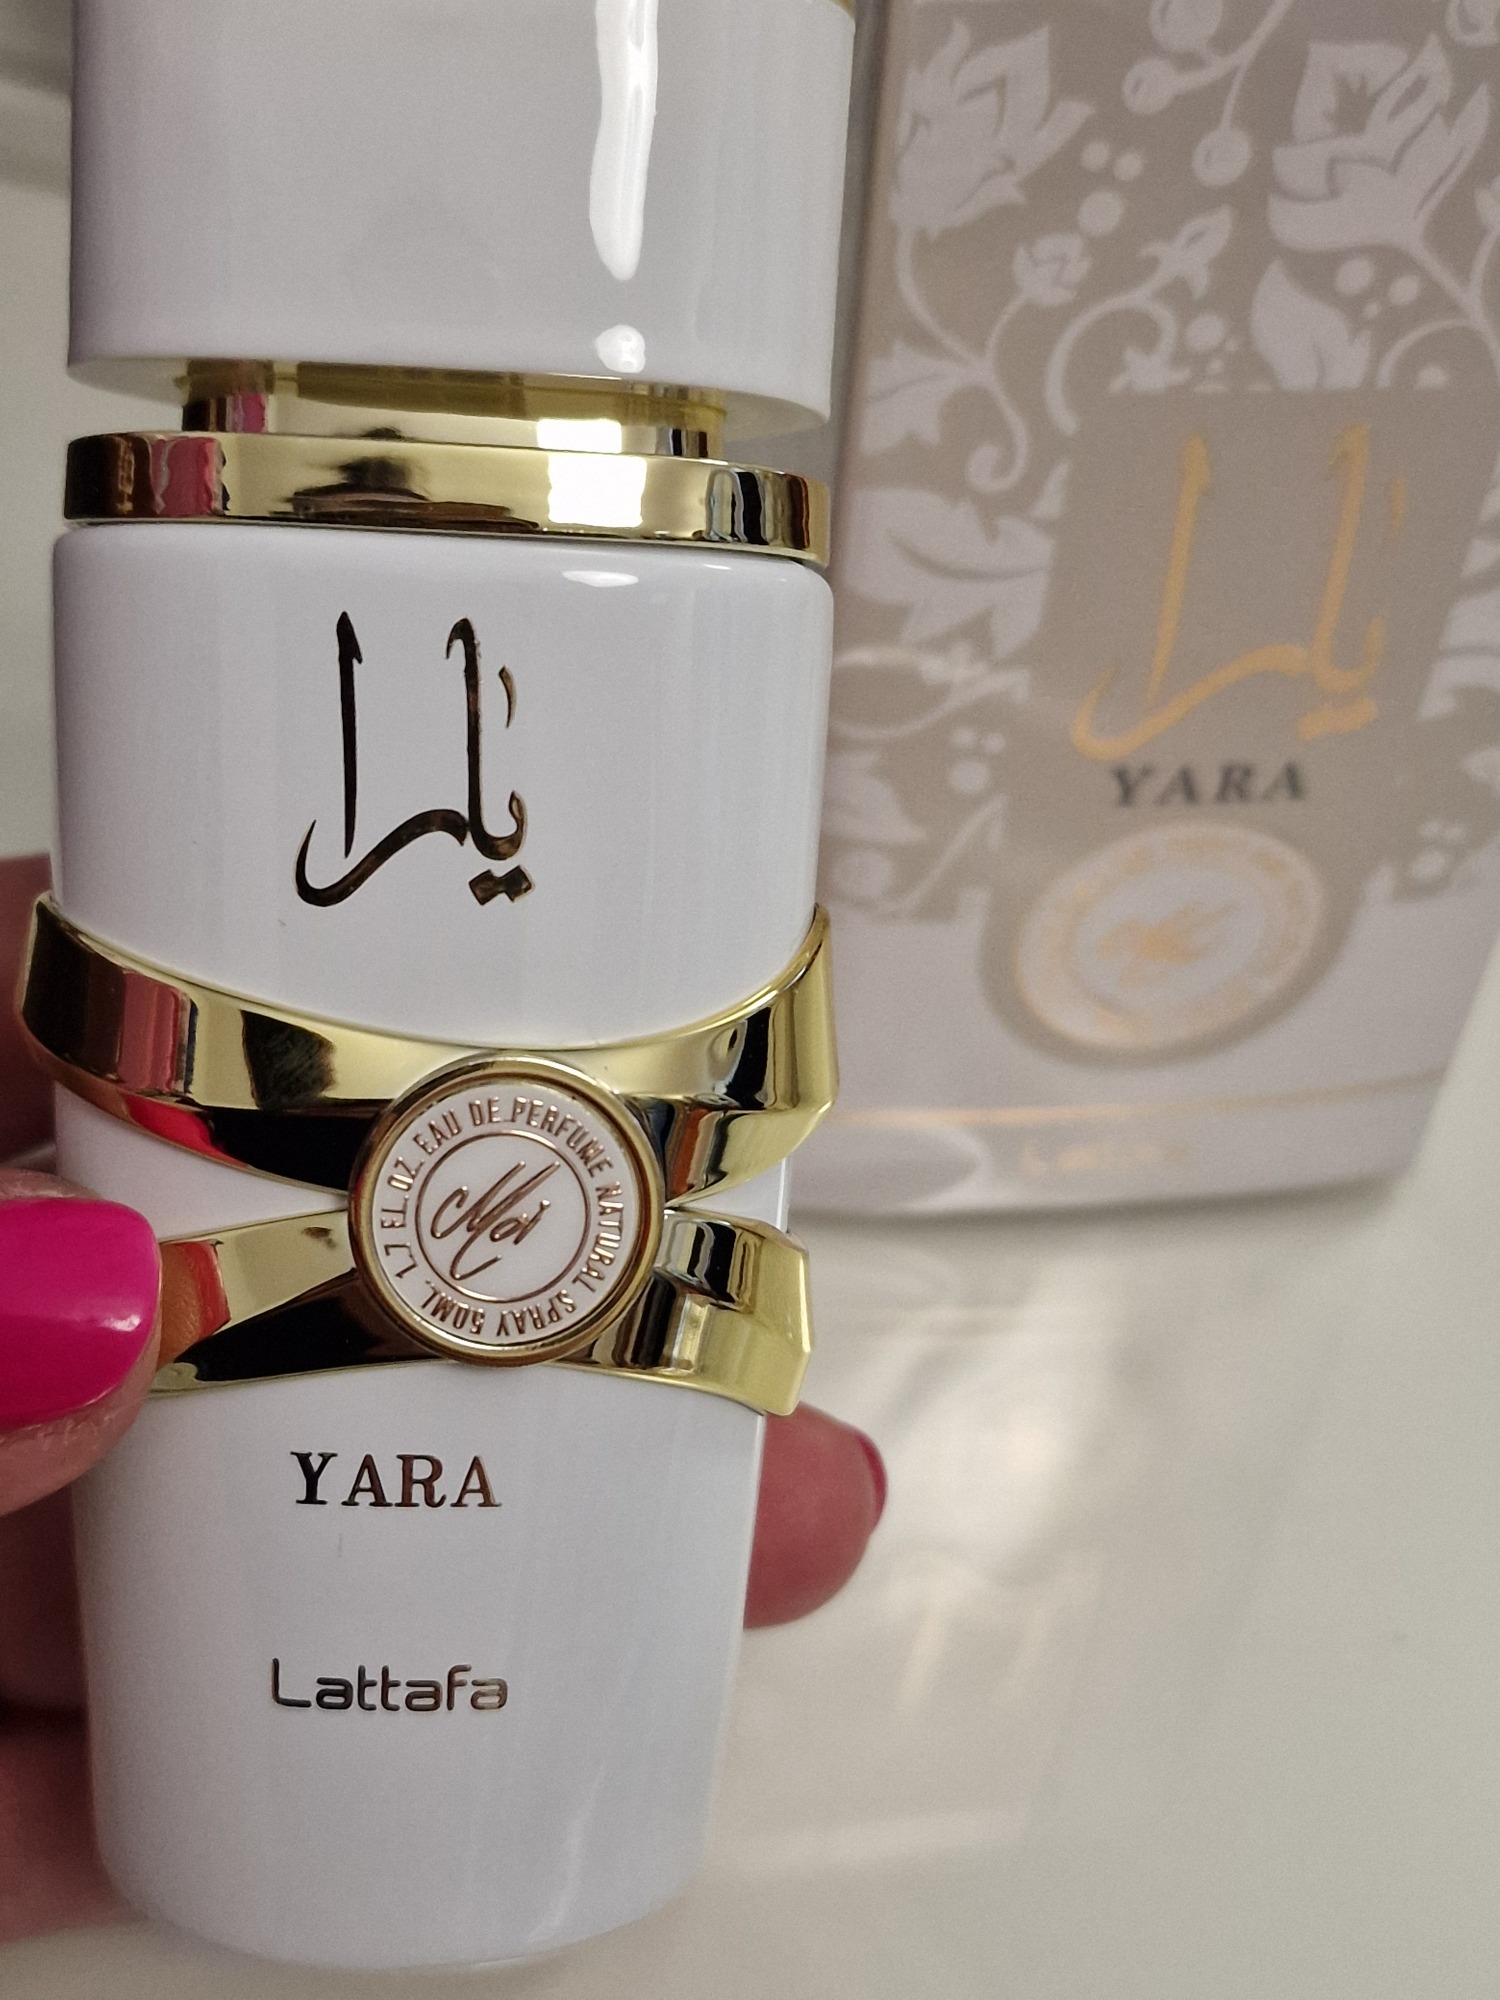 يارا
1.7 FL.OZ. EAU DE PERFUME NATURAL SPRAY 50ML.
Moi
YARA
Lattafa
يارا
YARA